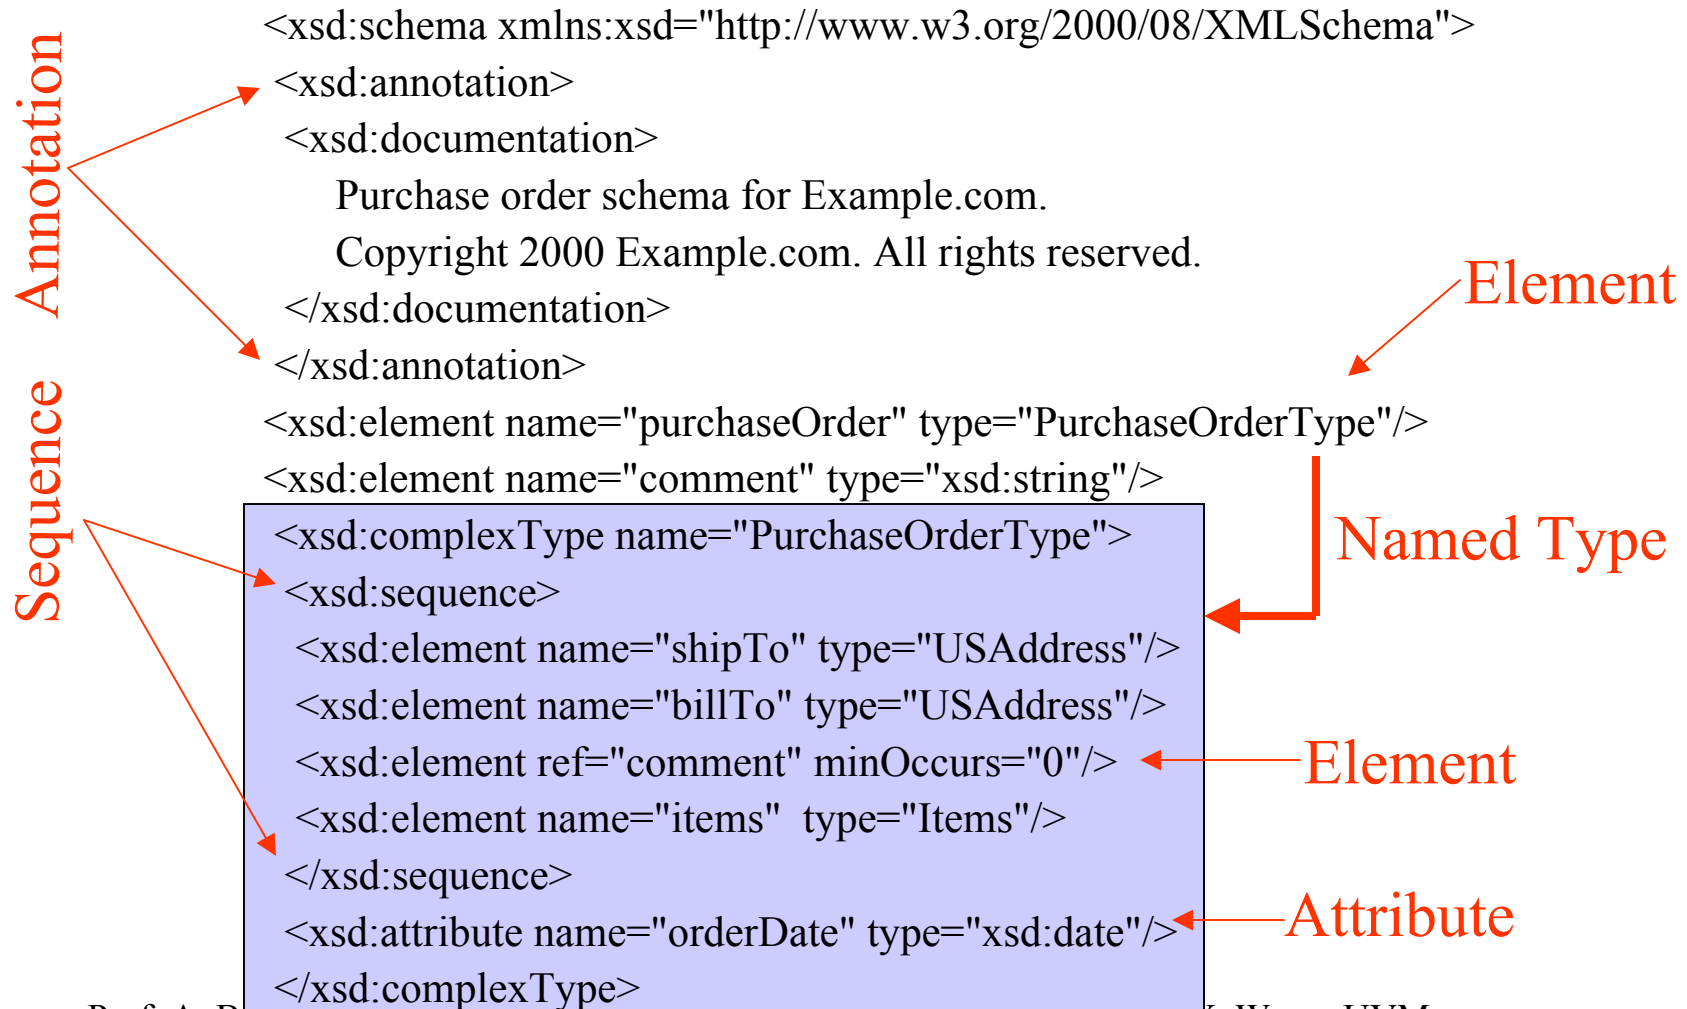 <xsd:schema xmlns:xsd="http://www.w3.org/2000/08/XMLSchema">
<xsd:annotation>
<xsd:documentation>
Purchase order schema for Example.com.
Copyright 2000 Example.com. All rights reserved.
</xsd:documentation>
</xsd:annotation>
<xsd:element name="purchaseOrder" type="PurchaseOrderType"/>
<xsd:element name="comment" type="xsd:string"/>
<xsd:complexType name="PurchaseOrderType">
<xsd:sequence>
<xsd:element name="shipTo" type="USAddress"/>
<xsd:element name="billTo" type="USAddress"/>
<xsd:element ref="comment" minOccurs="0"/>
<xsd:element name="items"  type="Items"/>
</xsd:sequence>
<xsd:attribute name="orderDate" type="xsd:date"/>
</xsd:complexType>
Annotation
Sequence
Element
Named Type
Element
Attribute